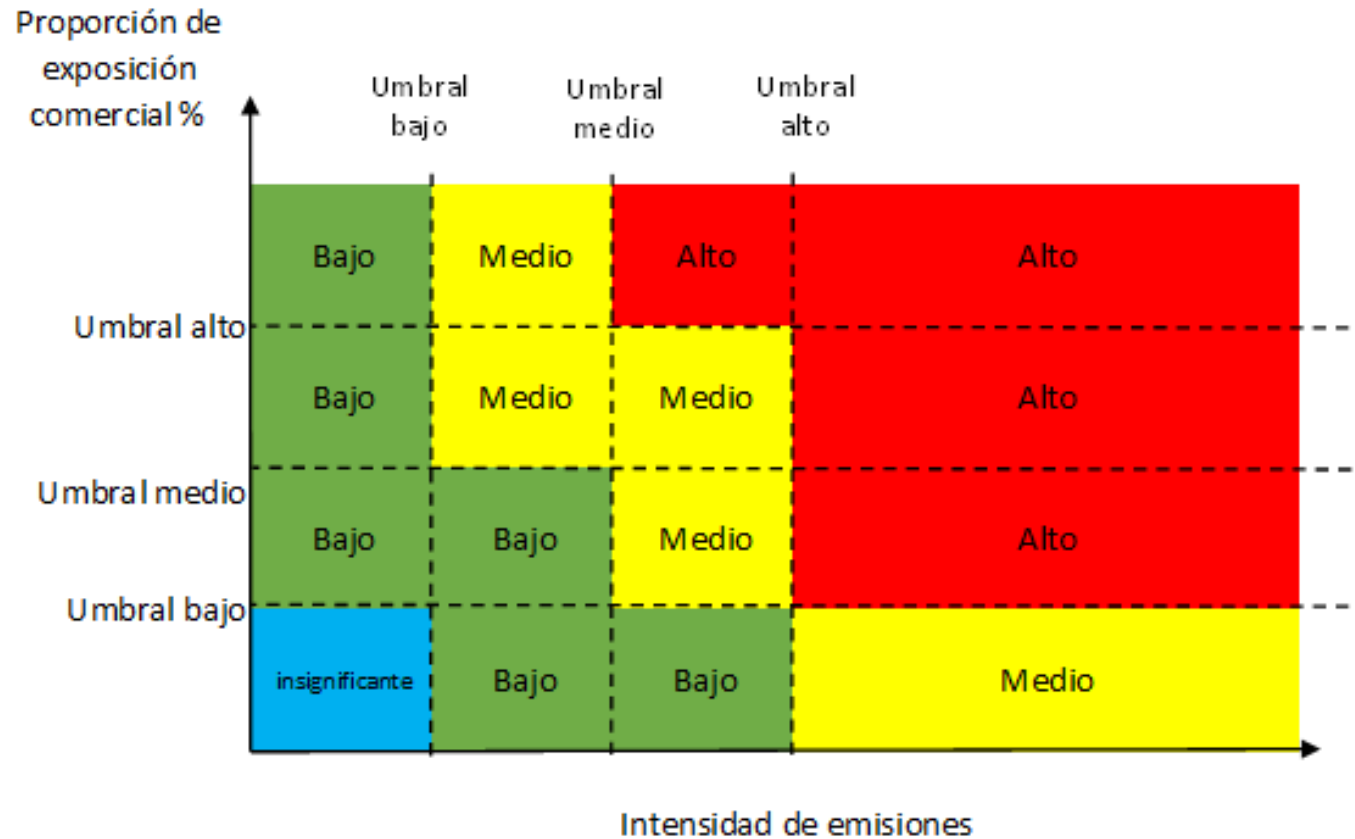 Proporción de
exposición
comercial %
Umbral
bajo
Umbral
medio
Umbral
alto
Bajo Medio Alto Alto
Umbral alto
Bajo Medio Medio Alto
Umbral medio
Bajo Bajo Medio Alto
Umbral bajo
insignificante Bajo Bajo Medio
Intensidad de emisiones